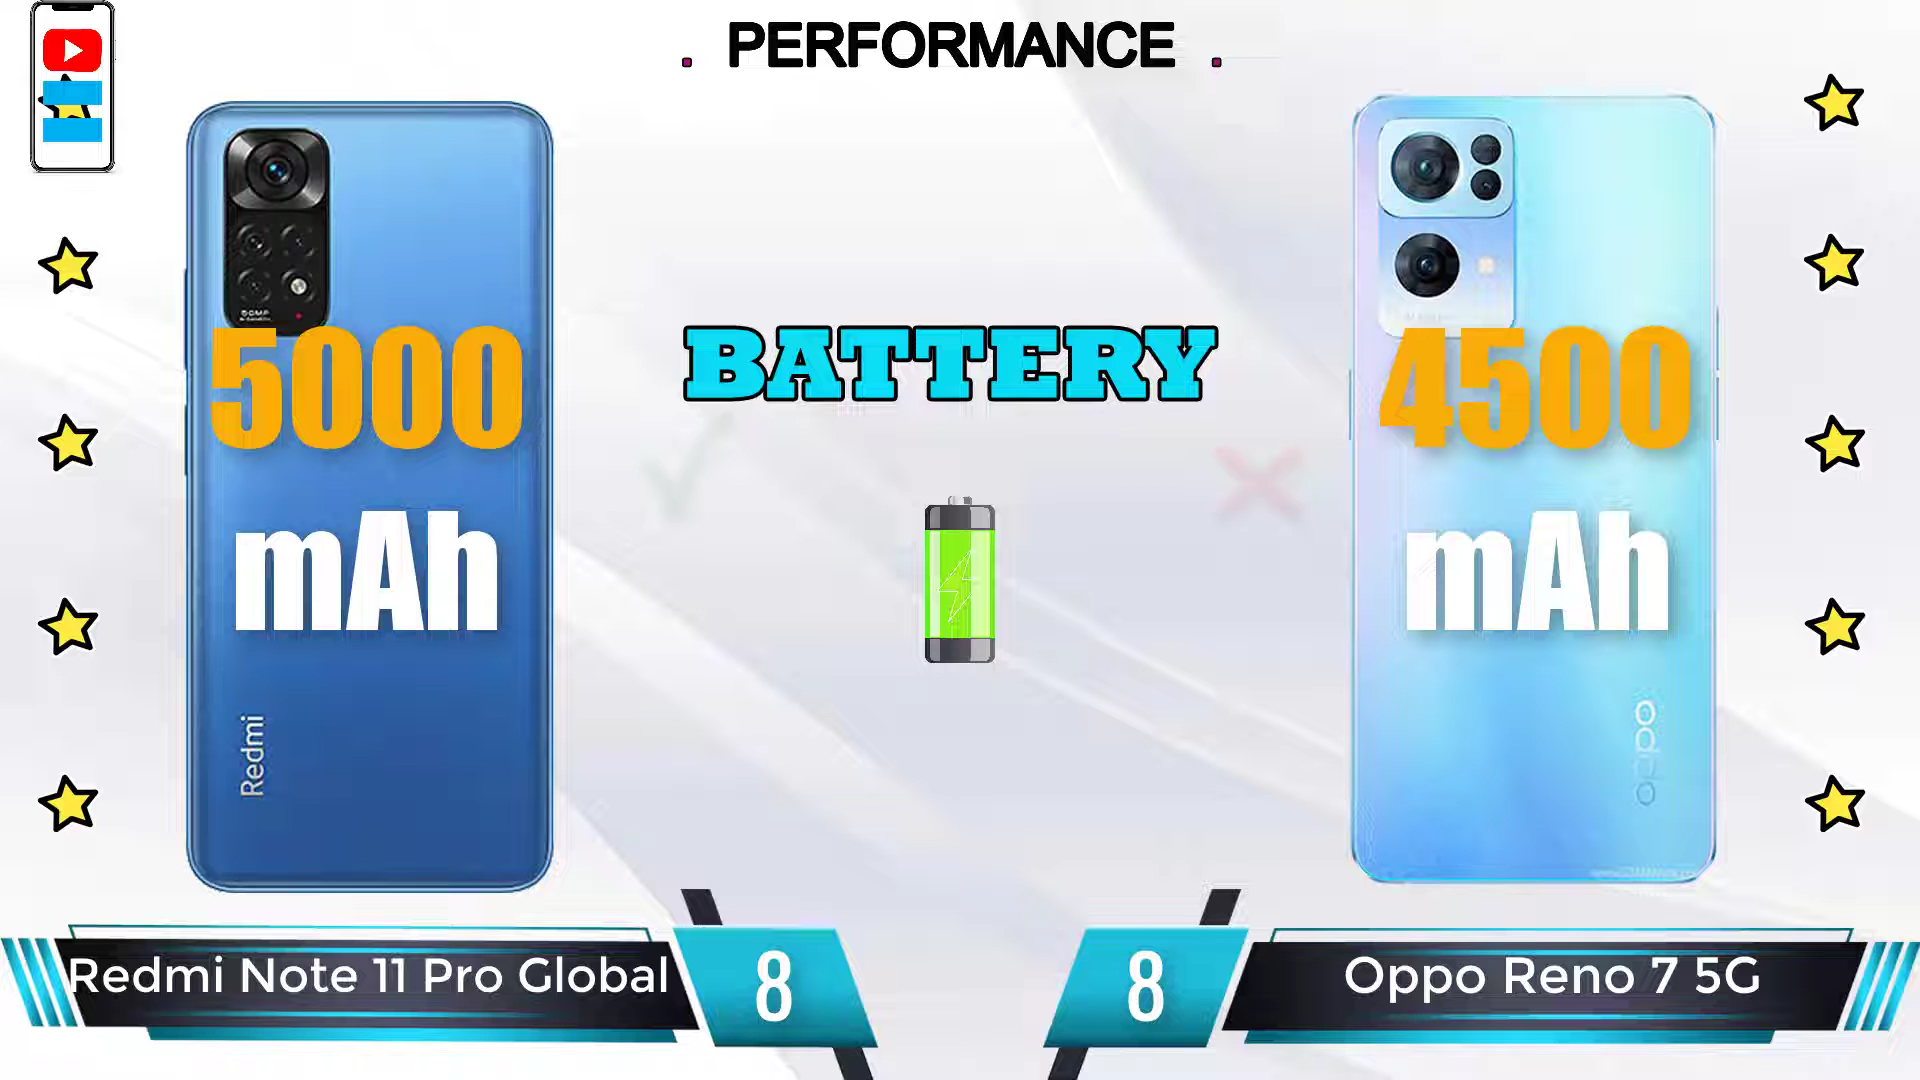 . PERFORMANCE .
50MP
5000
mAh
Redmi
BATTERY
4500
mAh
oppo
Redmi Note 11 Pro Global
8
8
Oppo Reno 7 5G